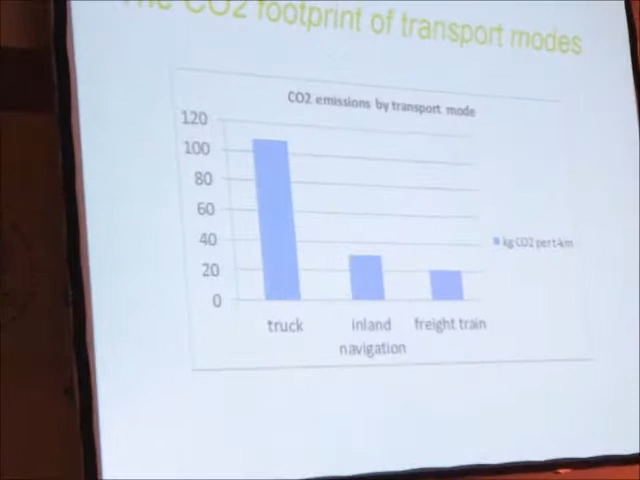 The CO2 footprint of transport modes
CO2 emissions by transport mode
120
100
80
60
40
20
0
kg CO2 per t-km
truck
inland navigation
freight train